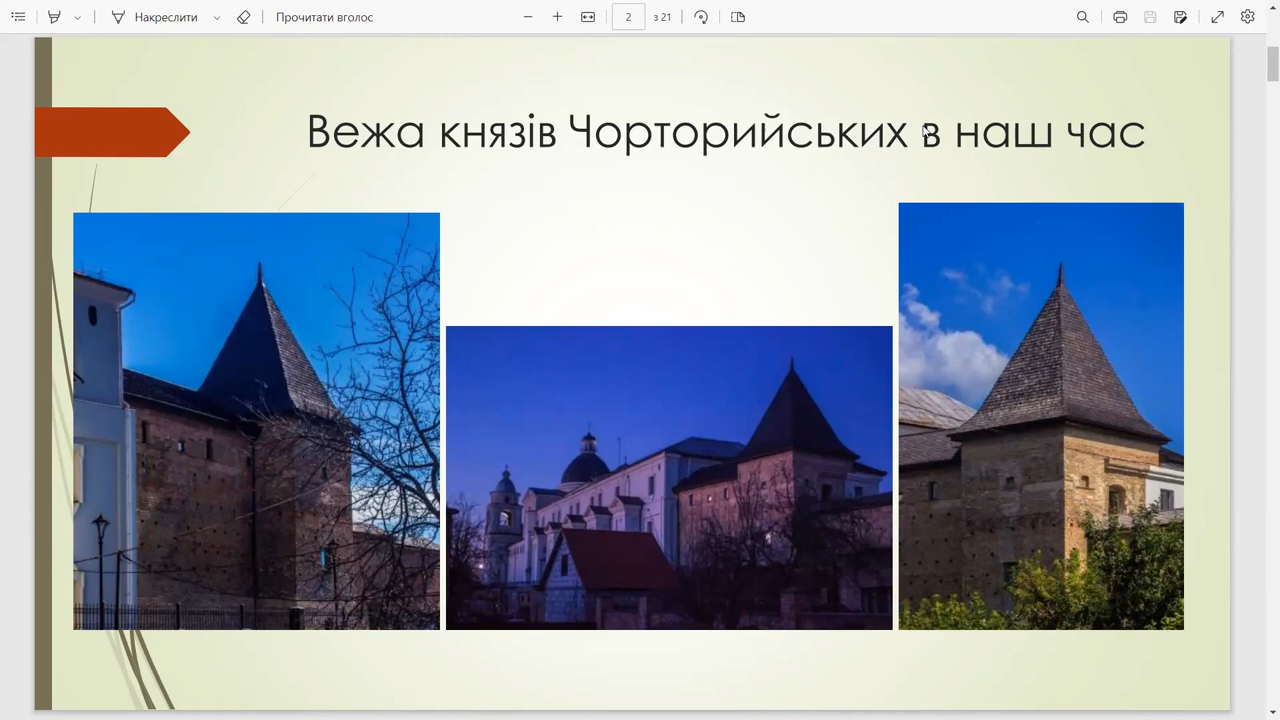 Накреслити
Прочитати вголос
2
з 21
Вежа князів Чорторийських в наш час